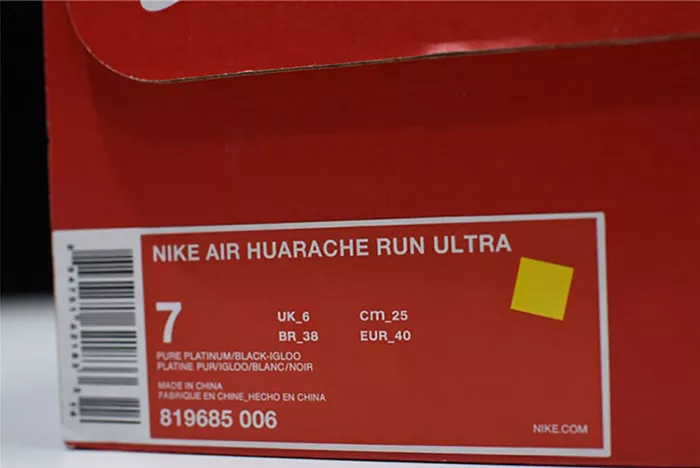 NIKE AIR HUARACHE RUN ULTRA
7
UK_6 Cm_25
BR_38 EUR_40
PURE PLATINUM/BLACK-IGLOO
PLATINE PUR/IGLOO/BLANC/NOIR
MADE IN CHINA
FABRIQUE EN CHINE_HECHO EN CHINA
819685 006
NIKE.COM